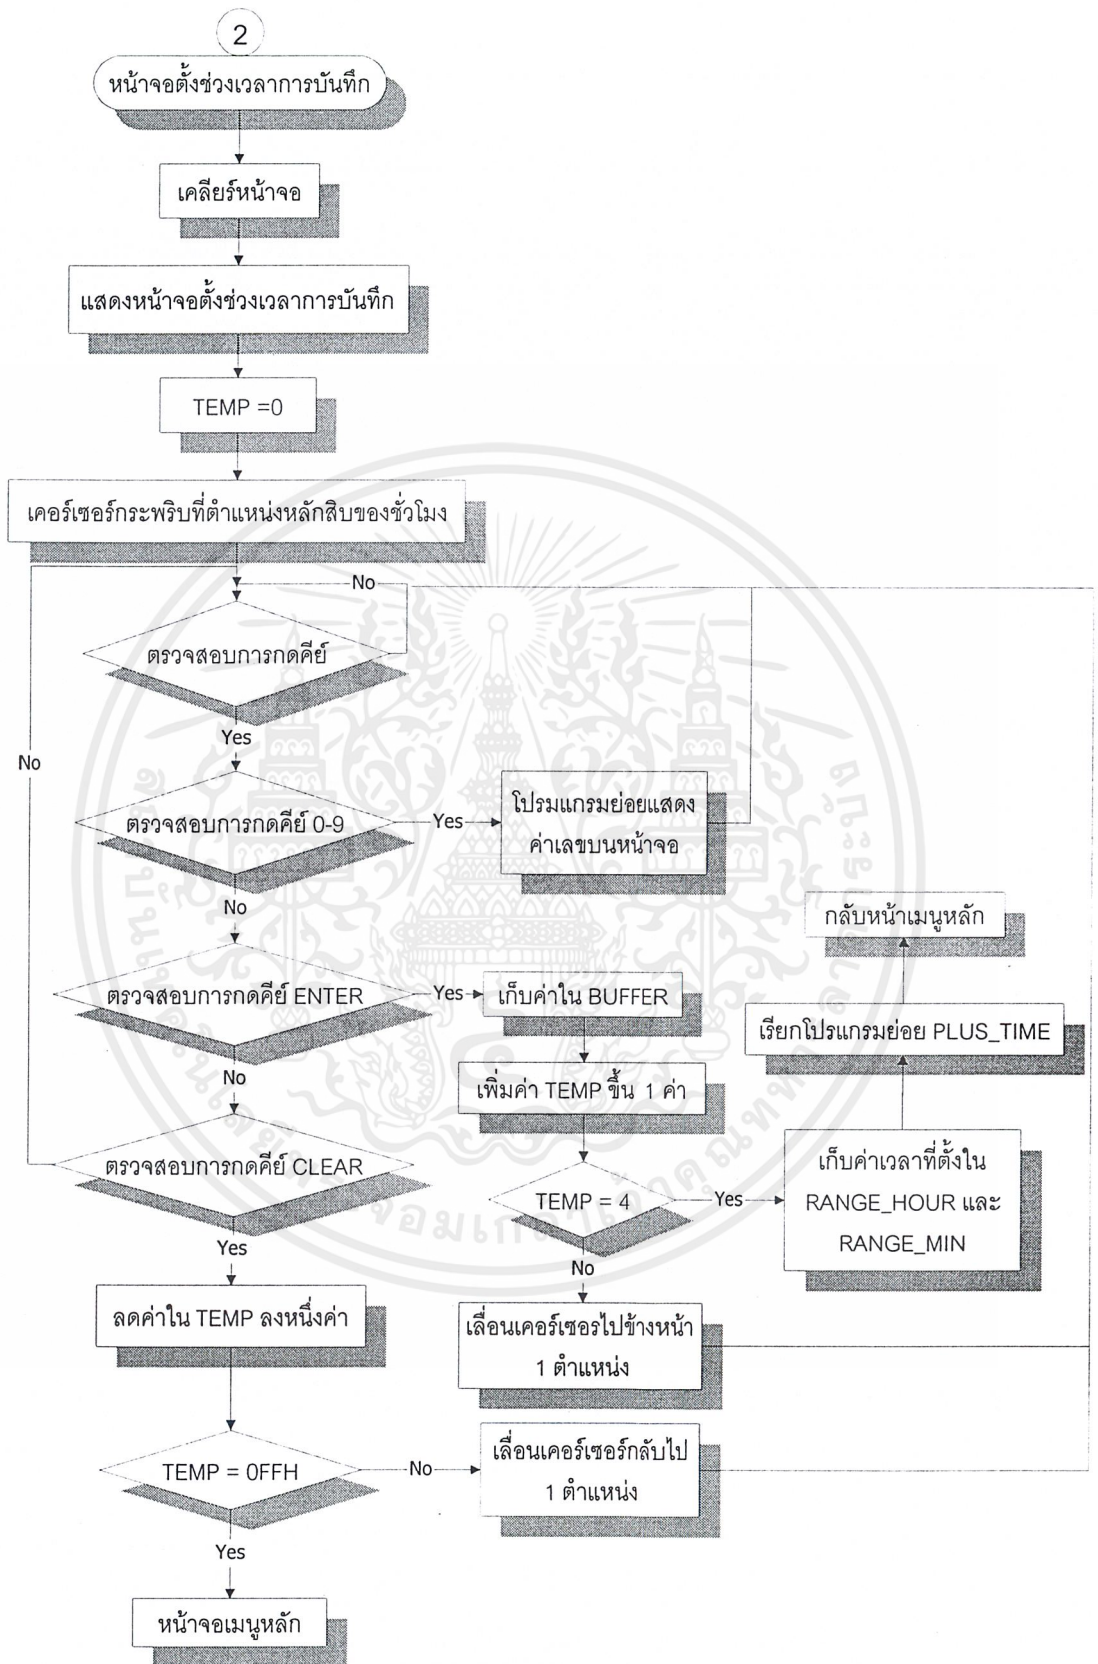 2
หน้าจอตั้งช่วงเวลาการบันทึก
เคลียร์หน้าจอ
แสดงหน้าจอตั้งช่วงเวลาการบันทึก
TEMP =0
เคอร์เซอร์กระพริบที่ตำแหน่งหลักสิบของชั่วโมง
No
ตรวจสอบการกดคีย์
Yes
No
ตรวจสอบการกดคีย์ 0-9
Yes
โปรมแกรมย่อยแสดง
ค่าเลขบนหน้าจอ
No
กลับหน้าเมนูหลัก
ตรวจสอบการกดคีย์ ENTER
Yes
เก็บค่าใน BUFFER
เรียกโปรแกรมย่อย PLUS_TIME
No
เพิ่มค่า TEMP ขึ้น 1 ค่า
ตรวจสอบการกดคีย์ CLEAR
TEMP = 4
Yes
เก็บค่าเวลาที่ตั้งใน
RANGE_HOUR และ
RANGE_MIN
Yes
No
ลดค่าใน TEMP ลงหนึ่งค่า
เลื่อนเคอร์เซอรไปข้างหน้า
1 ตำแหน่ง
TEMP = 0FFH
No
เลื่อนเคอร์เซอร์กลับไป
1 ตำแหน่ง
Yes
หน้าจอเมนูหลัก